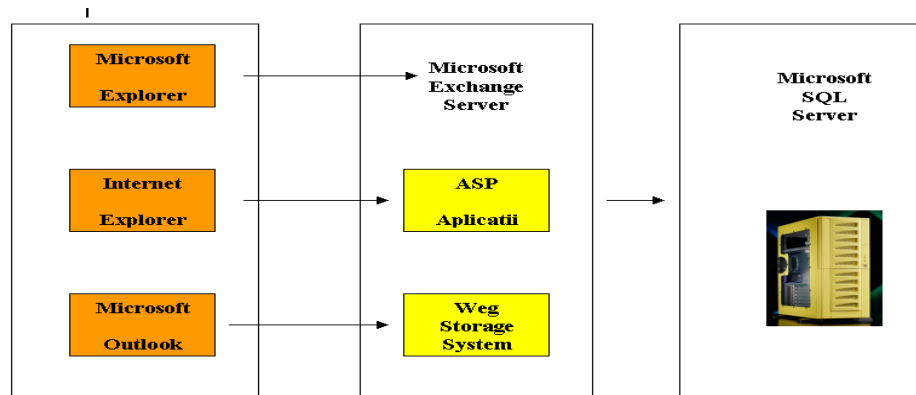 Microsoft
Explorer
Microsoft
Exchange
Server
Microsoft
SQL
Server
Internet
Explorer
ASP
Aplicatii
Microsoft
Outlook
Weg
Storage
System